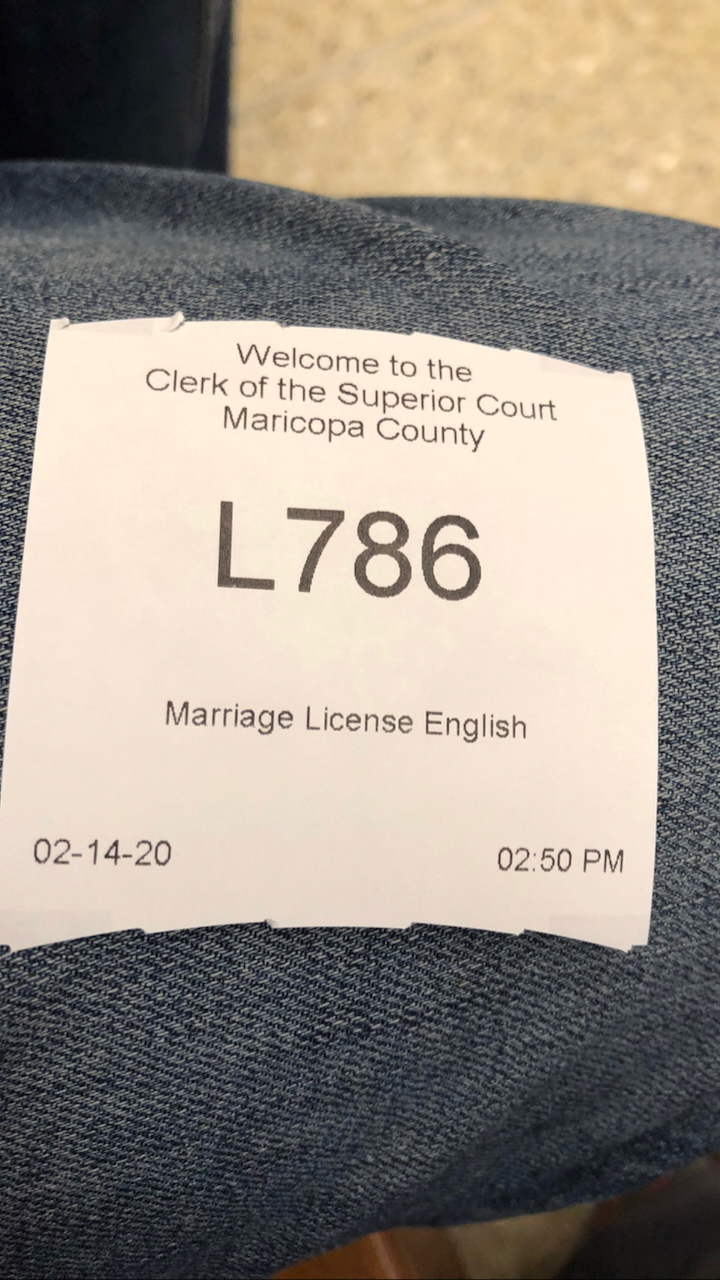 Welcome to the
Clerk of the Superior Court
Maricopa County
L786
Marriage License English
02-14-20 02:50 PM